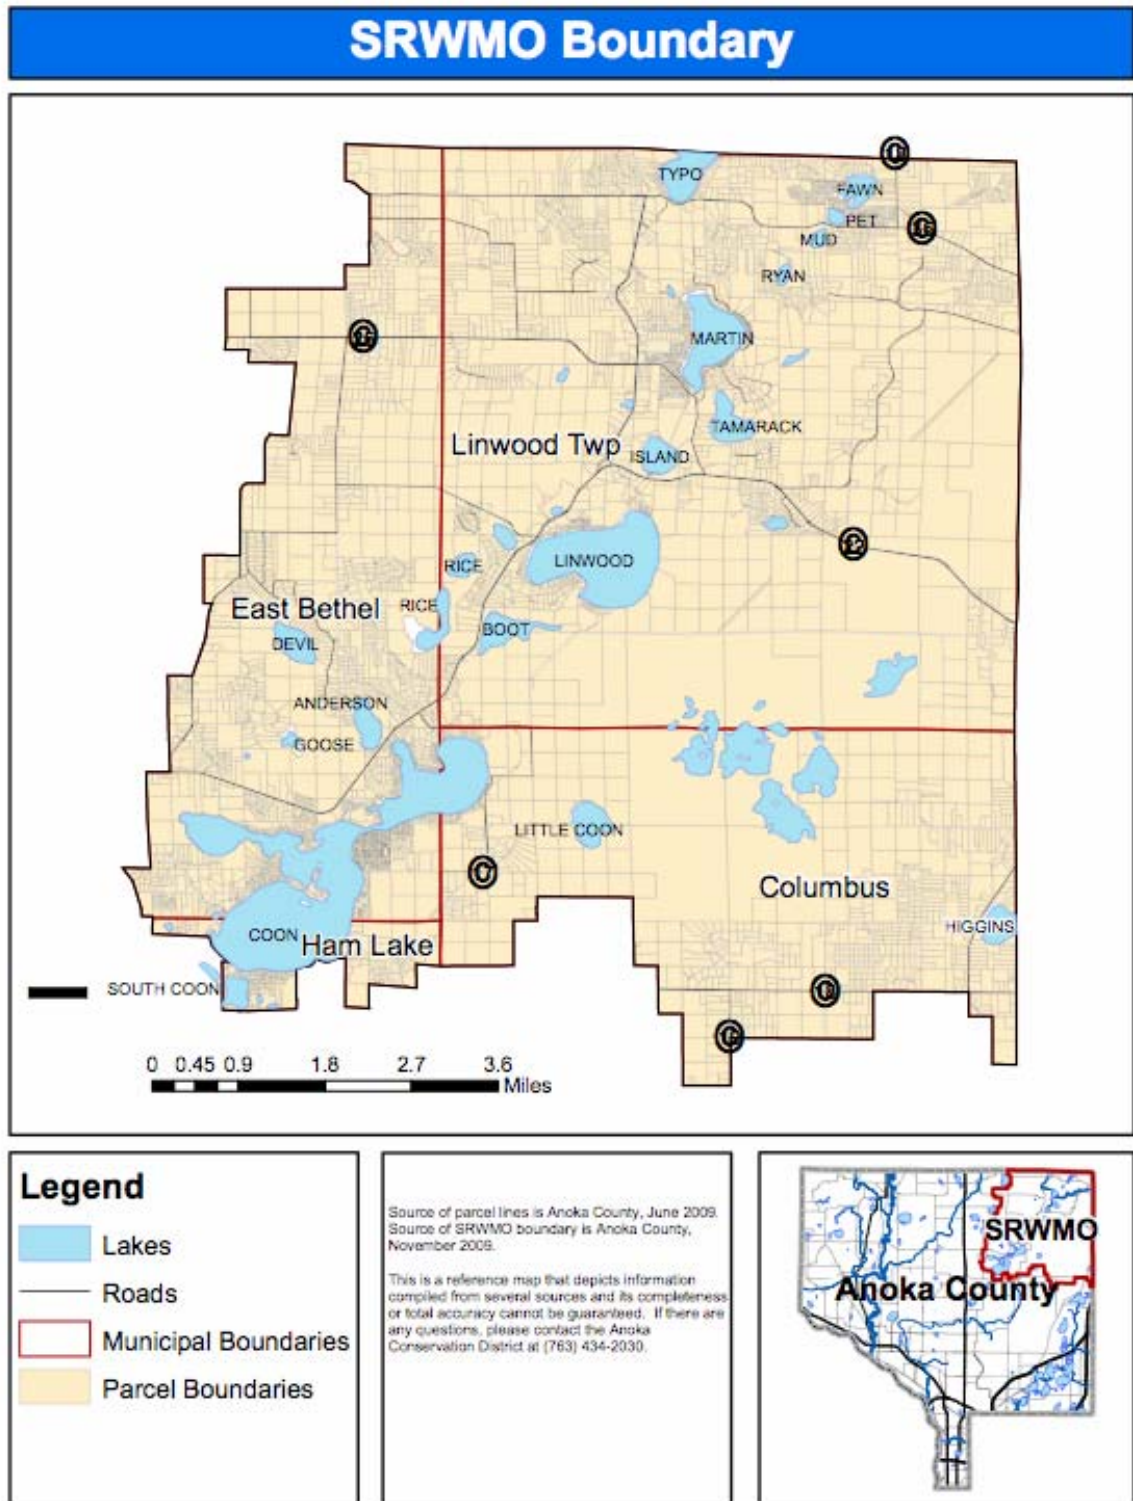 SRWMO Boundary
TYPO
FAWN
PET
MUD
RYAN
MARTIN
TAMARACK
Linwood Twp
ISLAND
LINWOOD
RICE
RICE
East Bethel
BOOT
DEVIL
ANDERSON
GOOSE
LITTLE COON
Columbus
HIGGINS
COON
Ham Lake
SOUTH COON
0 0.45 0.9 1.8 2.7 3.6
Miles
Legend
Lakes
Roads
Municipal Boundaries
Parcel Boundaries
Source of parcel lines is Anoka County, June 2009.
Source of SRWMO boundary is Anoka County,
November 2009.
This is a reference map that depicts information
compiled from several sources and its completeness
or total accuracy cannot be guaranteed. If there are
any questions, please contact the Anoka
Conservation District at (763) 434-2030.
SRWMO
Anoka County